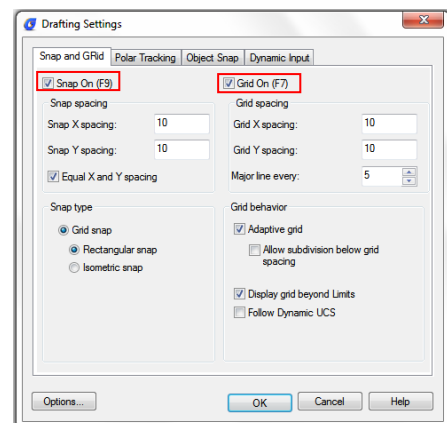 Drafting Settings
Snap and GRid Polar Tracking Object Snap Dynamic Input
Snap On (F9)
Grid On (F7)
Snap spacing
Snap X spacing: 10
Snap Y spacing: 10
Equal X and Y spacing
Grid spacing
Grid X spacing: 10
Grid Y spacing: 10
Major line every: 5
Snap type
Grid snap
Rectangular snap
Isometric snap
Grid behavior
Adaptive grid
Allow subdivision below grid
spacing
Display grid beyond Limits
Follow Dynamic UCS
Options... OK Cancel Help